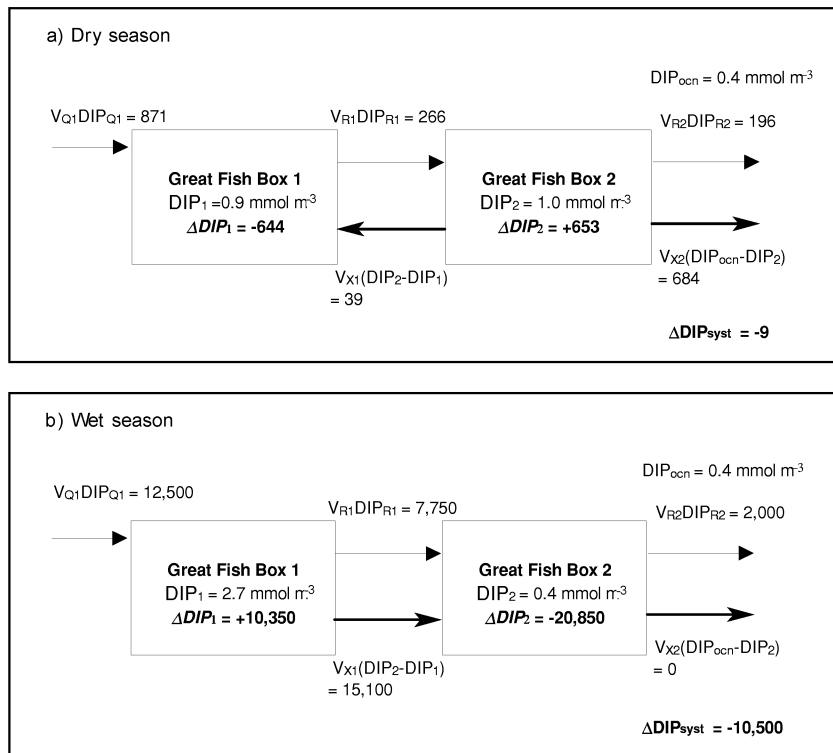 a) Dry season
DIPocn = 0.4 mmol m-3
VQ1DIPQ1 = 871
VR1DIPR1 = 266
VR2DIPR2 = 196
Great Fish Box 1
DIP1 =0.9 mmol m-3
ΔDIP1 = -644
Great Fish Box 2
DIP2 = 1.0 mmol m-3
ΔDIP2 = +653
VX1(DIP2-DIP1)
= 39
VX2(DIPocn-DIP2)
= 684
ΔDIPsyst = -9
b) Wet season
DIPocn = 0.4 mmol m-3
VQ1DIPQ1 = 12,500
VR1DIPR1 = 7,750
VR2DIPR2 = 2,000
Great Fish Box 1
DIP1 = 2.7 mmol m-3
ΔDIP1 = +10,350
Great Fish Box 2
DIP2 = 0.4 mmol m-3
ΔDIP2 = -20,850
VX1(DIP2-DIP1)
= 15,100
VX2(DIPocn-DIP2)
= 0
ΔDIPsyst = -10,500